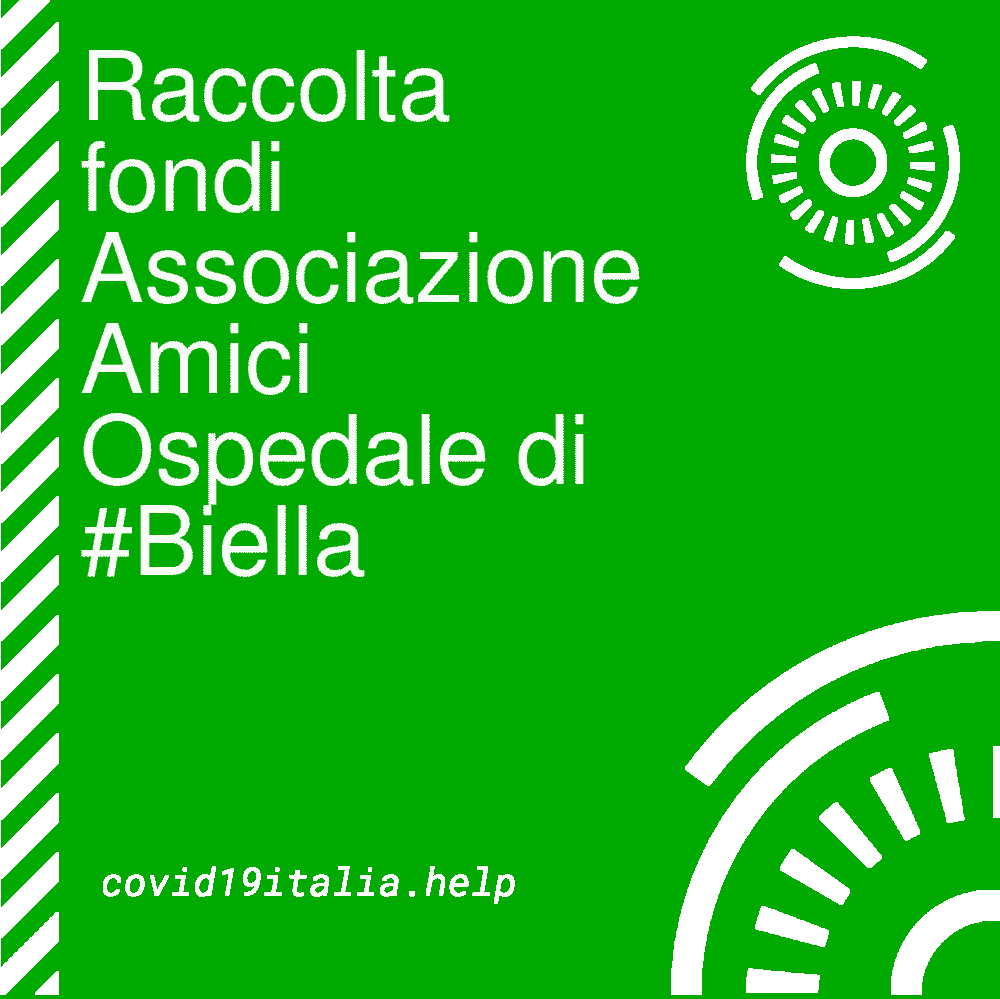 Raccolta
fondi
Associazione
Amici
Ospedale di
#Biella
covid19italia.help